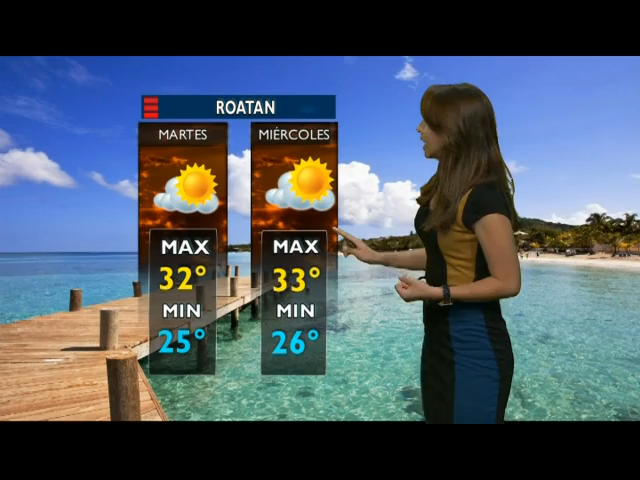 ROATAN
MARTES
MIÉRCOLES
MAX
32°
MIN
25°
MAX
33°
MIN
26°